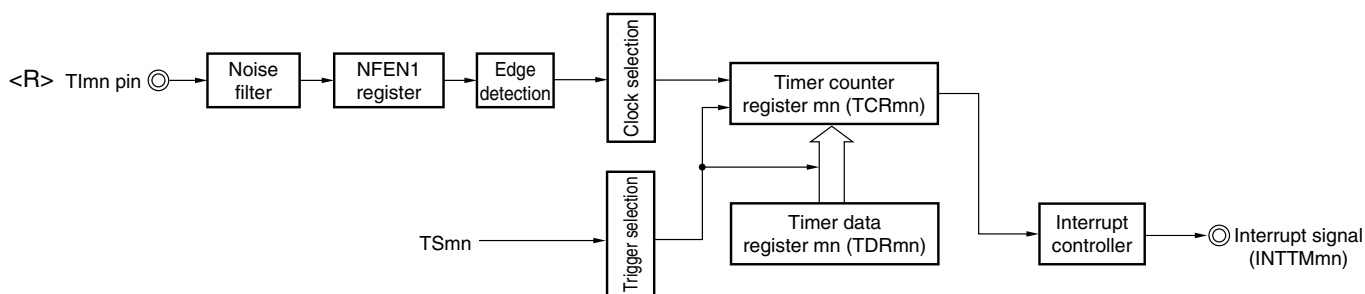 <R> TImn pin
Noise
filter
NFEN1
register
Edge
detection
Clock selection
Timer counter
register mn (TCRmn)
TSmn
Trigger selection
Timer data
register mn (TDRmn)
Interrupt
controller
Interrupt signal
(INTTMmn)